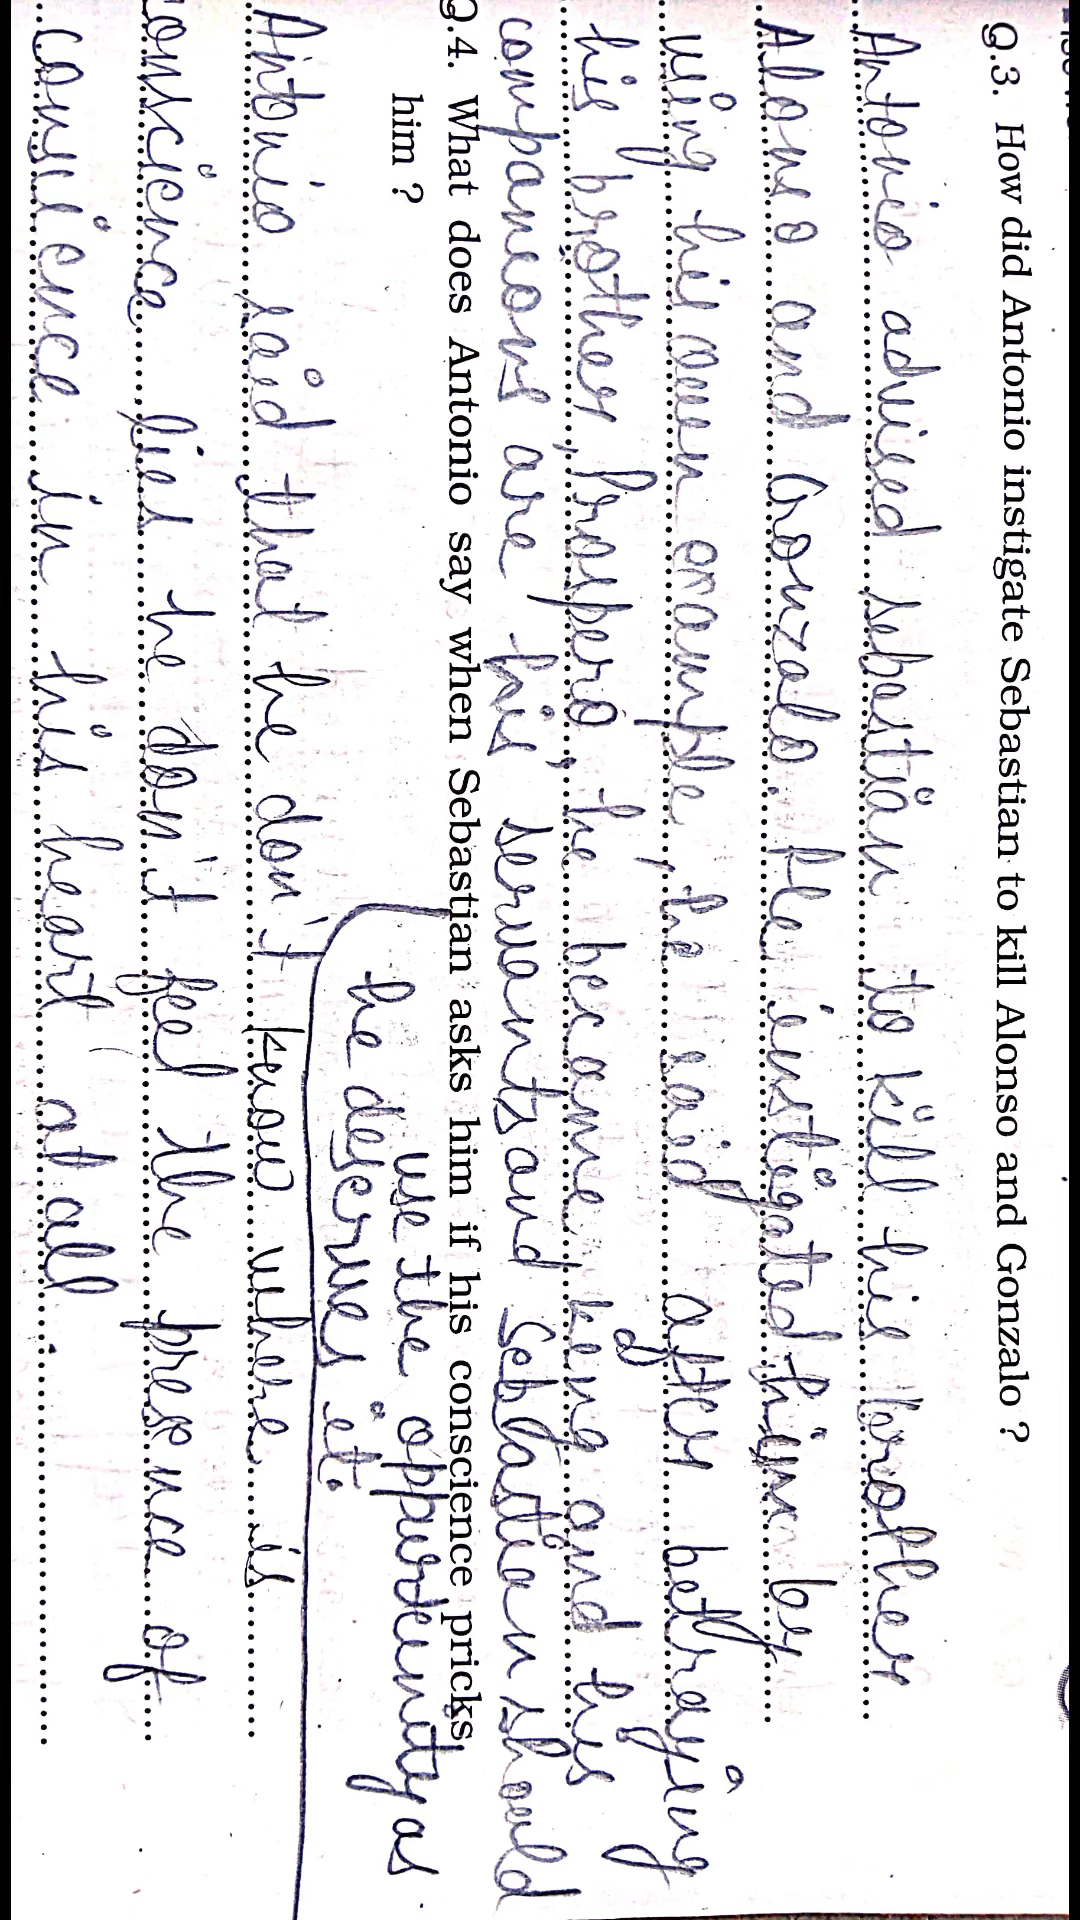 Q.3. How did Antonio instigate Sebastian to kill Alonso and Gonzalo ?
Antonio advised sebastian to kill his brother
Alonso and Gonzalo. He instigated him by
using his own example, he said after betraying
his brother, Prospero, he became king and his
companions are his' servants and Sebastian should
use the oppurtunity as
he deserves it.
Q.4. What does Antonio say when Sebastian asks him if his conscience pricks
him ?
Antonio said that he don't know where is
conscience lies he don't feel the presence of
consience in his heart at all.